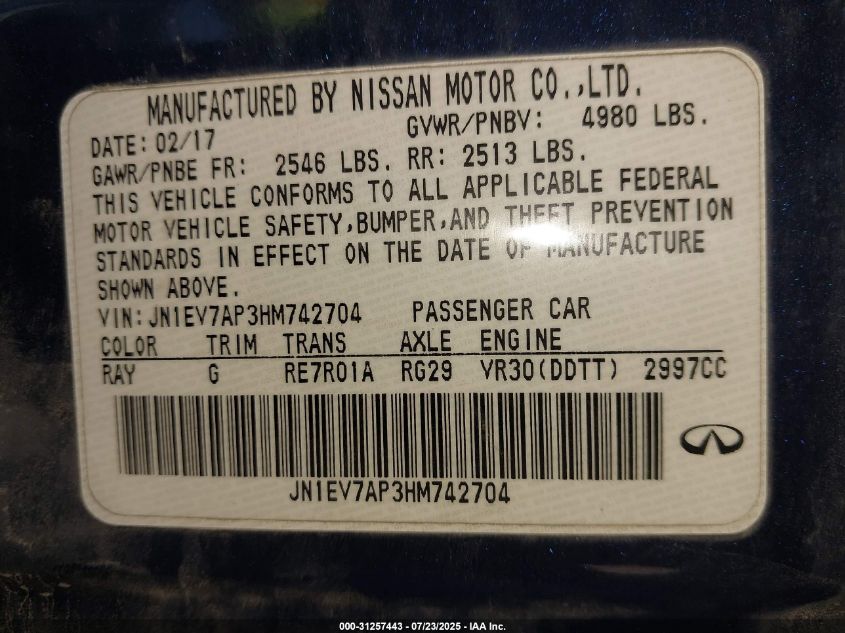 MANUFACTURED BY NISSAN MOTOR CO.,LTD.
DATE: 02/17 GVWR/PNBV: 4980 LBS.
GAWR/PNBE FR: 2546 LBS. RR: 2513 LBS.
THIS VEHICLE CONFORMS TO ALL APPLICABLE FEDERAL
MOTOR VEHICLE SAFETY,BUMPER,AND THEFT PREVENTION
STANDARDS IN EFFECT ON THE DATE OF MANUFACTURE
SHOWN ABOVE.
VIN: JN1EV7AP3HM742704 PASSENGER CAR
COLOR TRIM TRANS AXLE ENGINE
RAY G RE7R01A RG29 VR30(DDTT) 2997CC
JN1EV7AP3HM742704
000-31257443 - 07/23/2025 - IAA Inc.